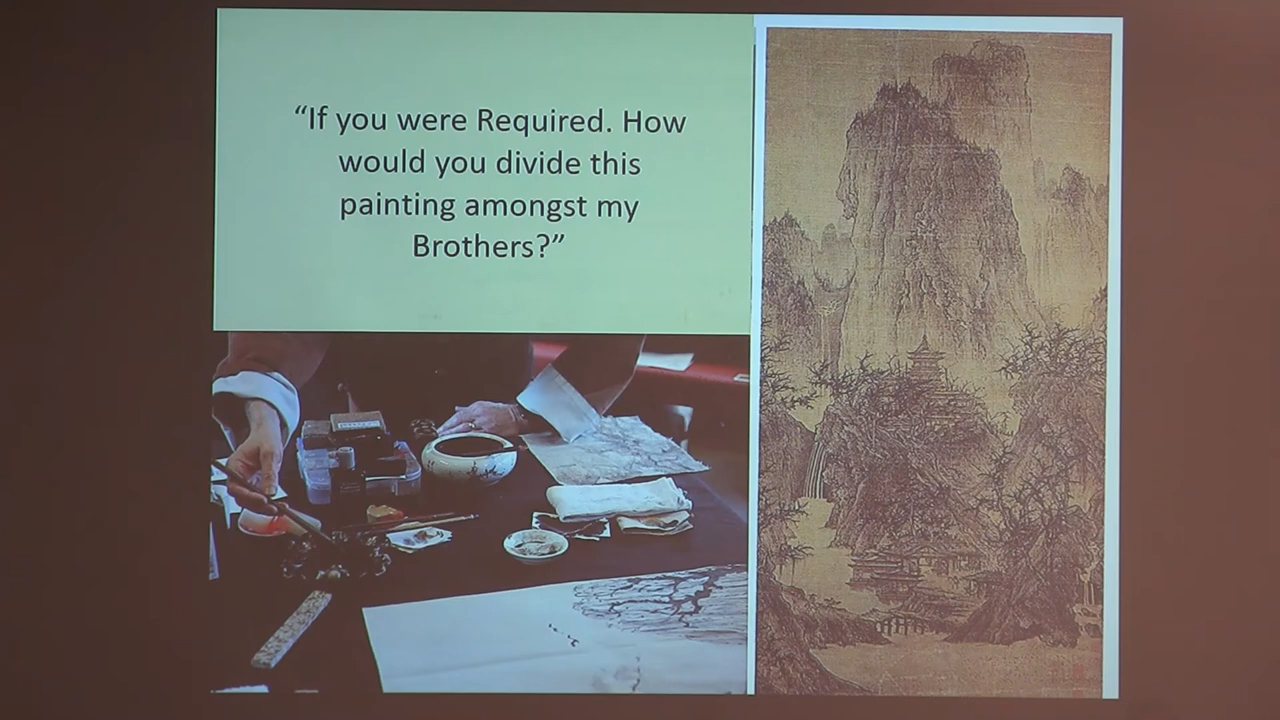 “If you were Required. How
would you divide this
painting amongst my
Brothers?”